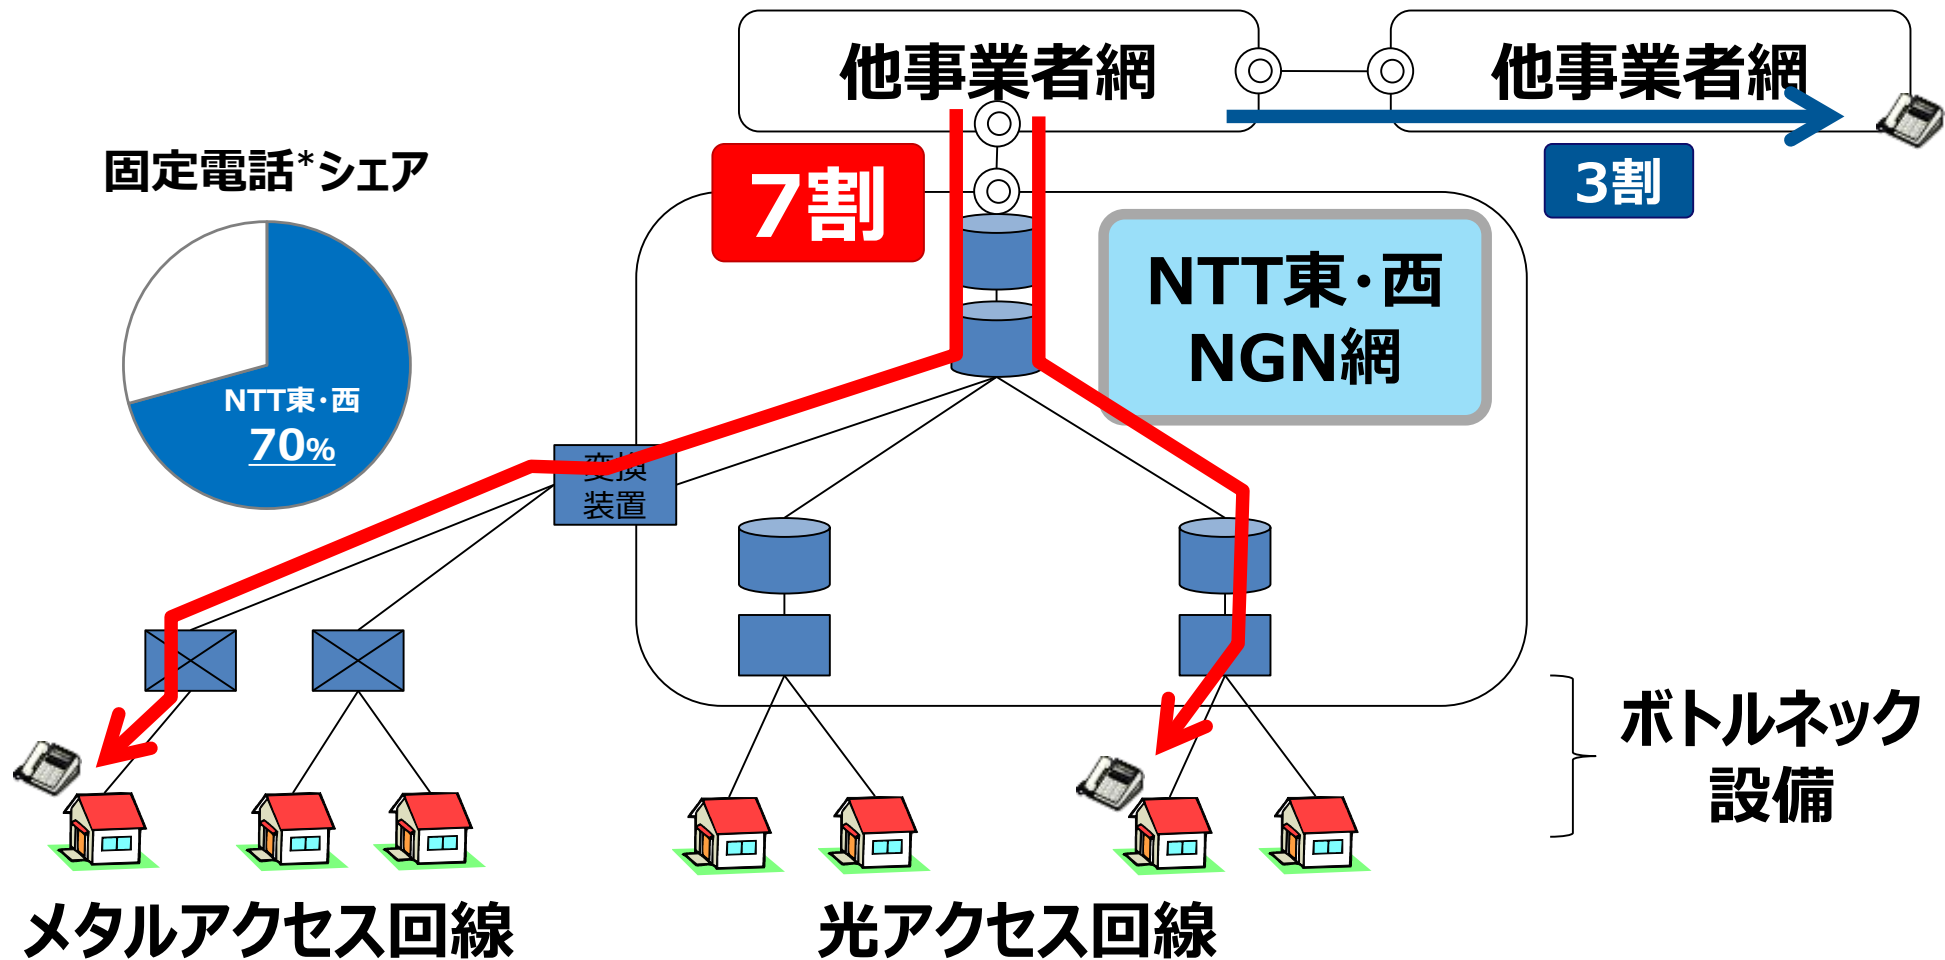 他事業者網
他事業者網
固定電話*シェア
7割
3割
NTT東・西
NGN網
NTT東・西
70%
変換
装置
ボトルネック
設備
メタルアクセス回線
光アクセス回線